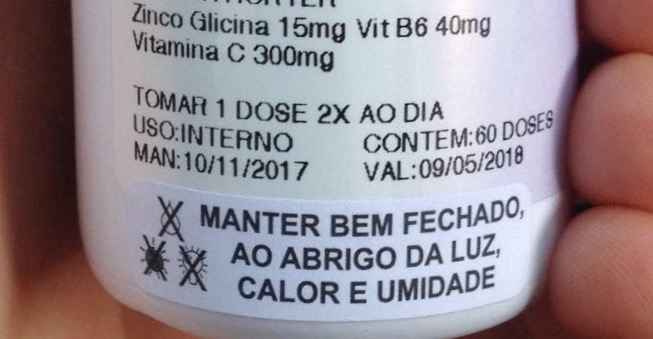 Zinco Glicina 15mg Vit B6 40mg
Vitamina C 300mg
TOMAR 1 DOSE 2X AO DIA
USO:INTERNO CONTEM:60 DOSES
MAN:10/11/2017 VAL:09/05/2018
MANTER BEM FECHADO,
AO ABRIGO DA LUZ,
CALOR E UMIDADE